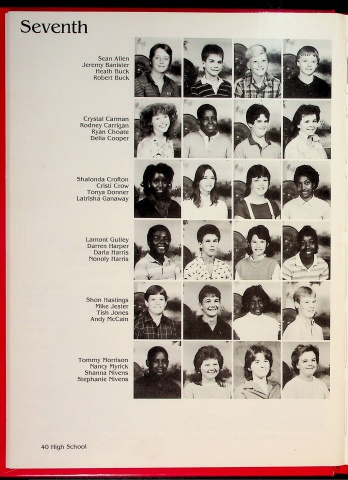 Seventh
Sean Allen
Jeremy Banister
Heath Buck
Robert Buck
Crystal Carman
Rodney Carrigan
Ryan Choate
Delia Cooper
Shalonda Crofton
Cristi Crow
Tonya Donner
Latrisha Ganaway
Lamont Gulley
Darren Harper
Darla Harris
Nonoly Harris
Shon Hastings
Mike Jester
Tish Jones
Andy McCain
Tommy Morrison
Nancy Myrick
Shanna Nivens
Stephanie Nivens
40 High School